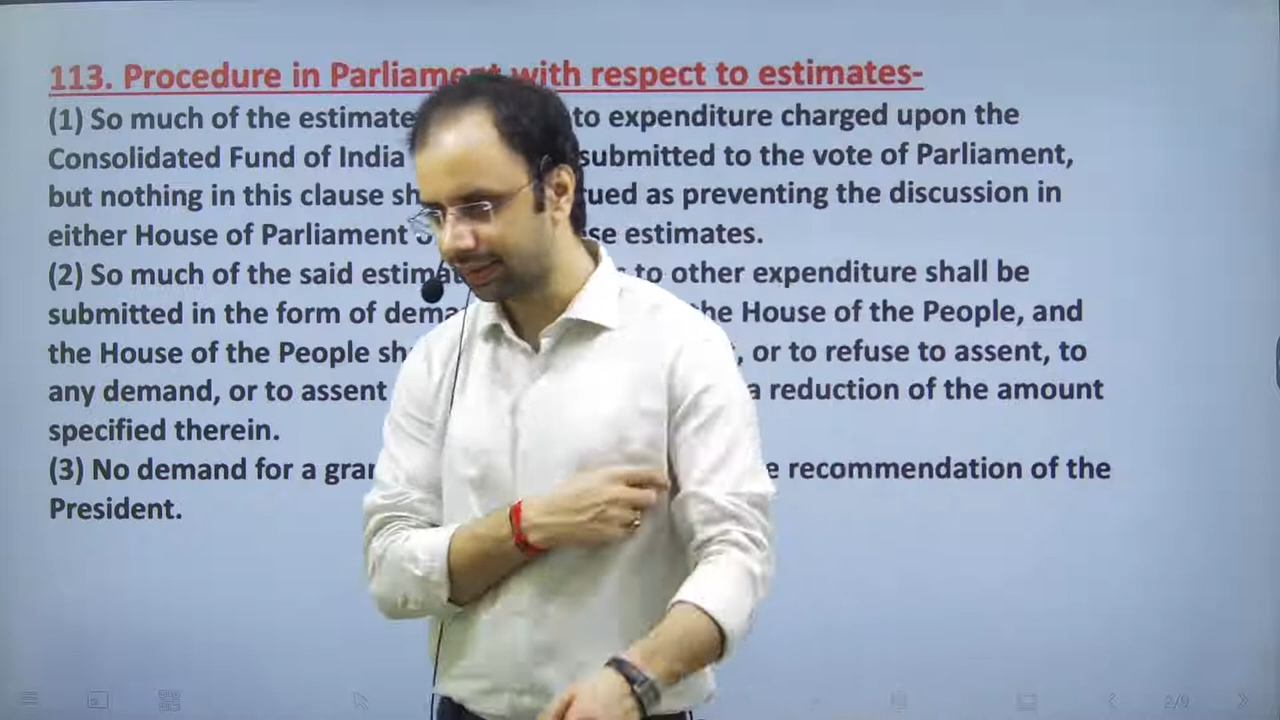 113. Procedure in Parliament with respect to estimates-
(1) So much of the estimate to expenditure charged upon the
Consolidated Fund of India submitted to the vote of Parliament,
but nothing in this clause sh ued as preventing the discussion in
either House of Parliament se estimates.
(2) So much of the said estima to other expenditure shall be
submitted in the form of dema he House of the People, and
the House of the People sh , or to refuse to assent, to
any demand, or to assent a reduction of the amount
specified therein.
(3) No demand for a gra e recommendation of the
President.
2/9